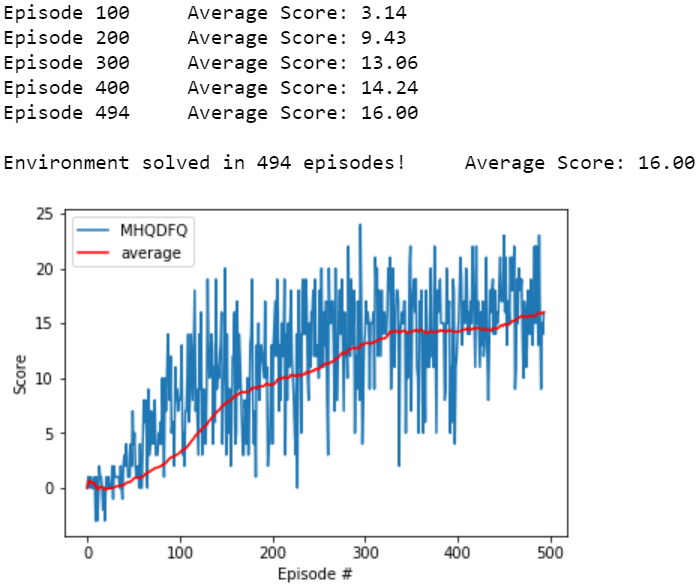 Episode 100     Average Score: 3.14
Episode 200     Average Score: 9.43
Episode 300     Average Score: 13.06
Episode 400     Average Score: 14.24
Episode 494     Average Score: 16.00
Environment solved in 494 episodes!     Average Score: 16.00
MHQDFQ
average
25
20
15
10
5
0
Score
0 100 200 300 400 500
Episode #